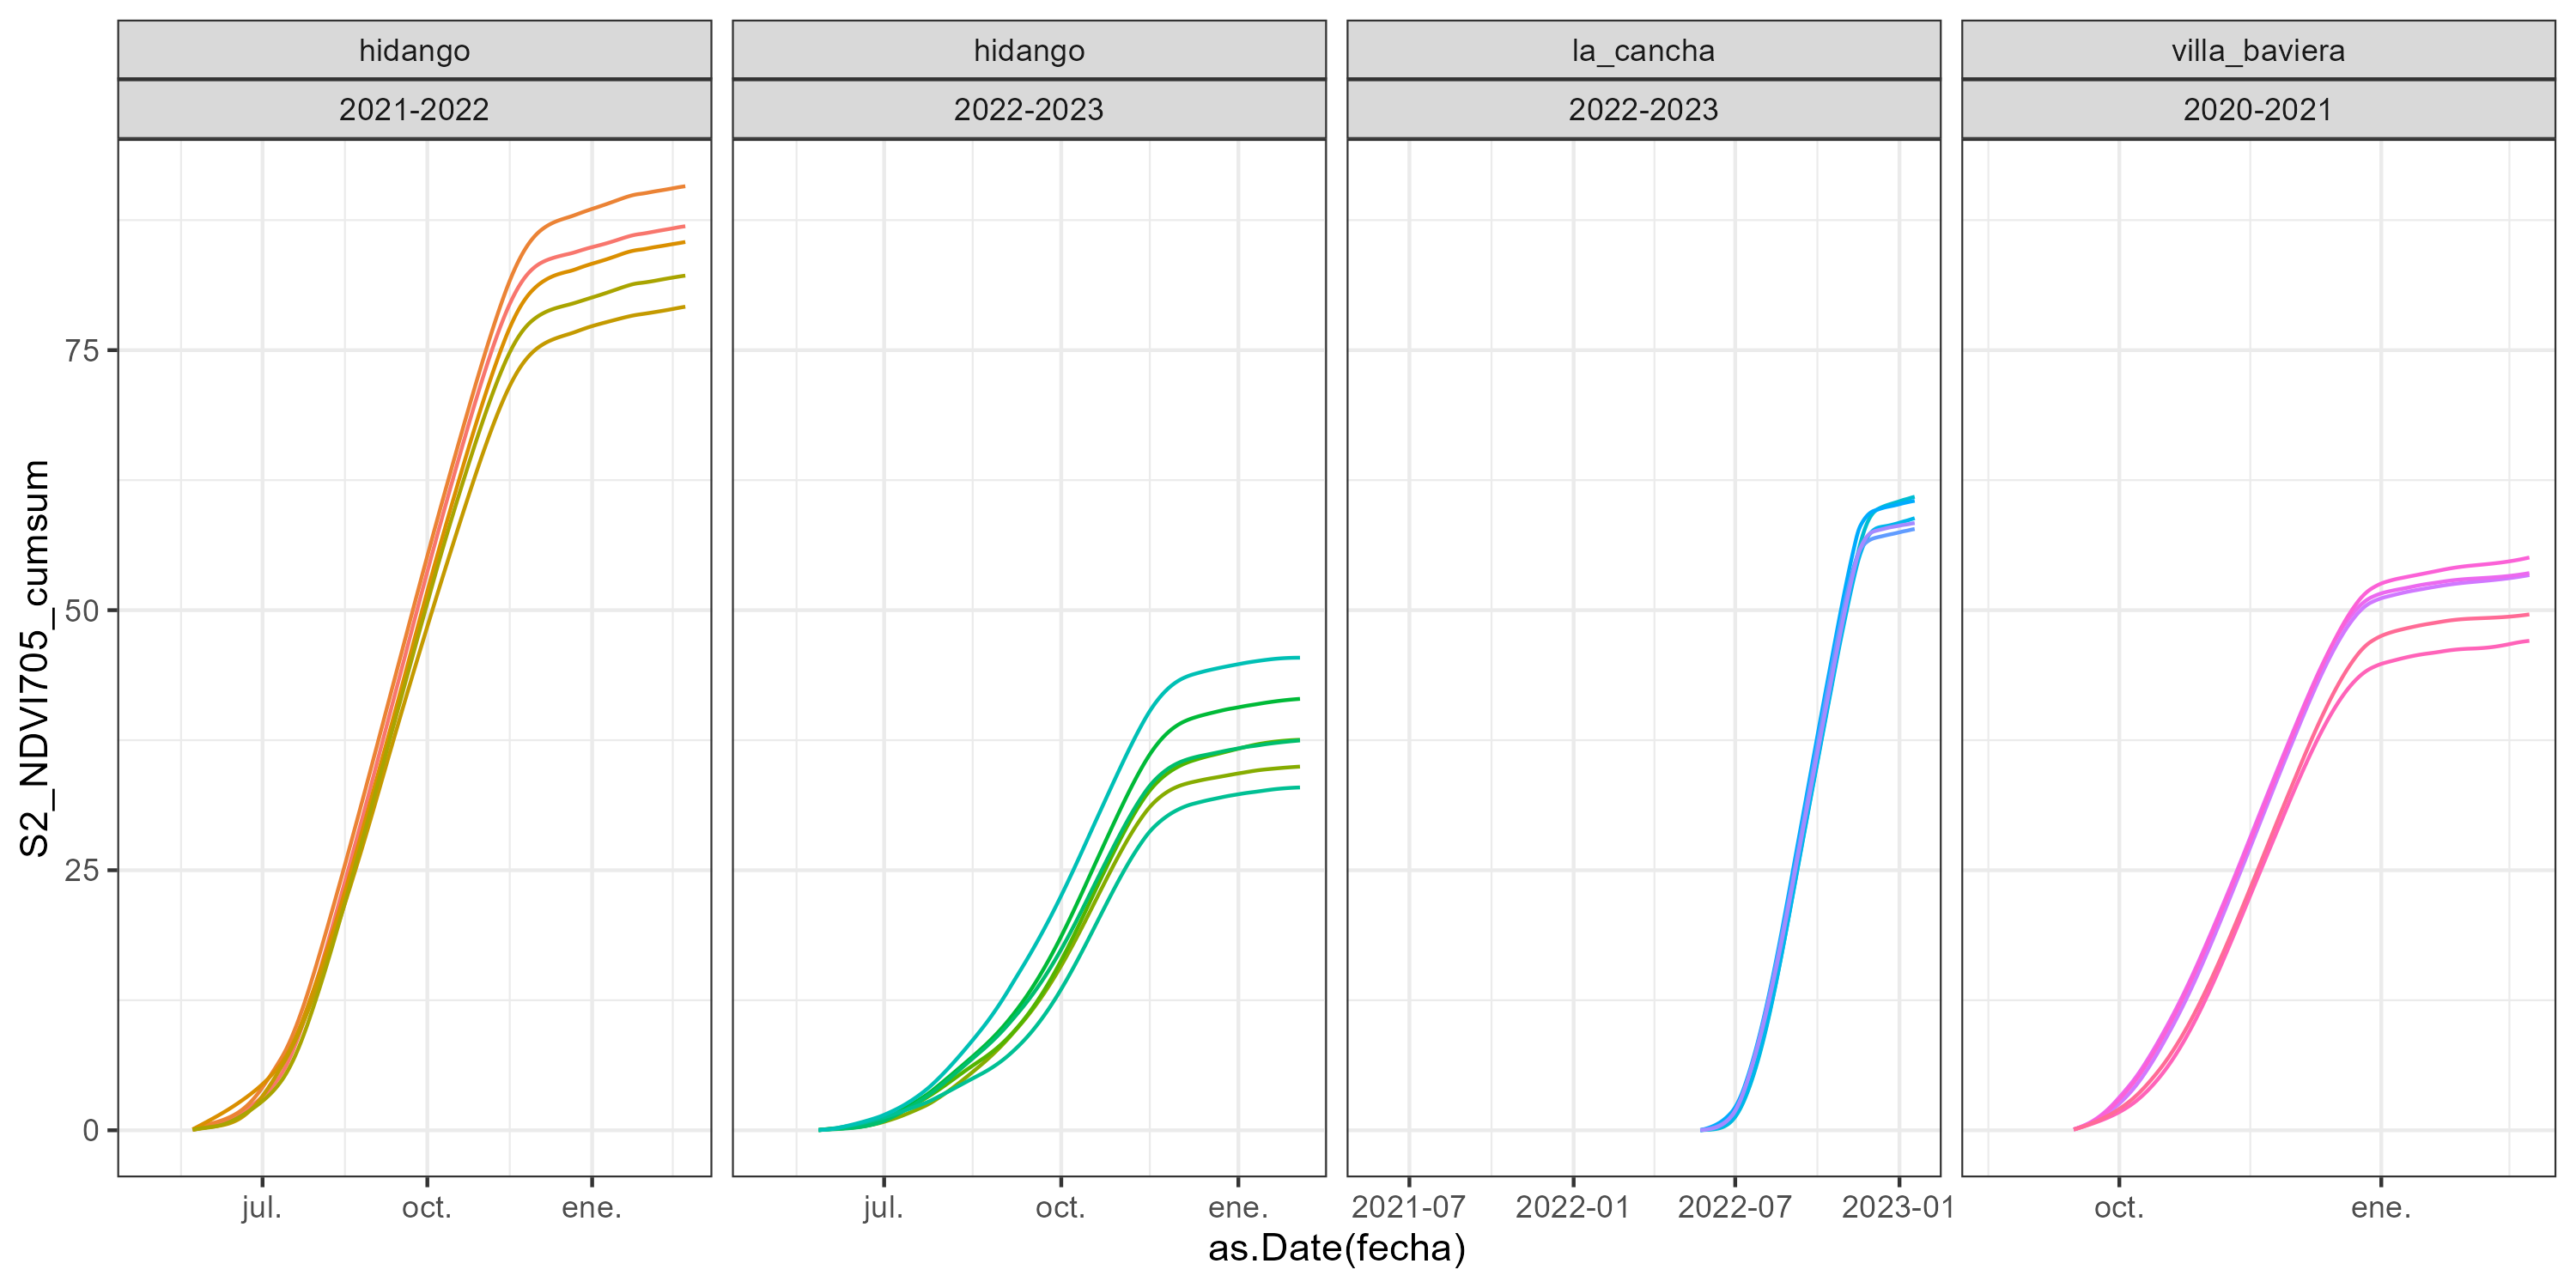 hidango
hidango
la_cancha
villa_baviera
2021-2022
2022-2023
2022-2023
2020-2021
S2_NDVI705_cumsum
75
50
25
0
jul.
oct.
ene.
jul.
oct.
ene.
2021-07
2022-01
2022-07
2023-01
oct.
ene.
as.Date(fecha)